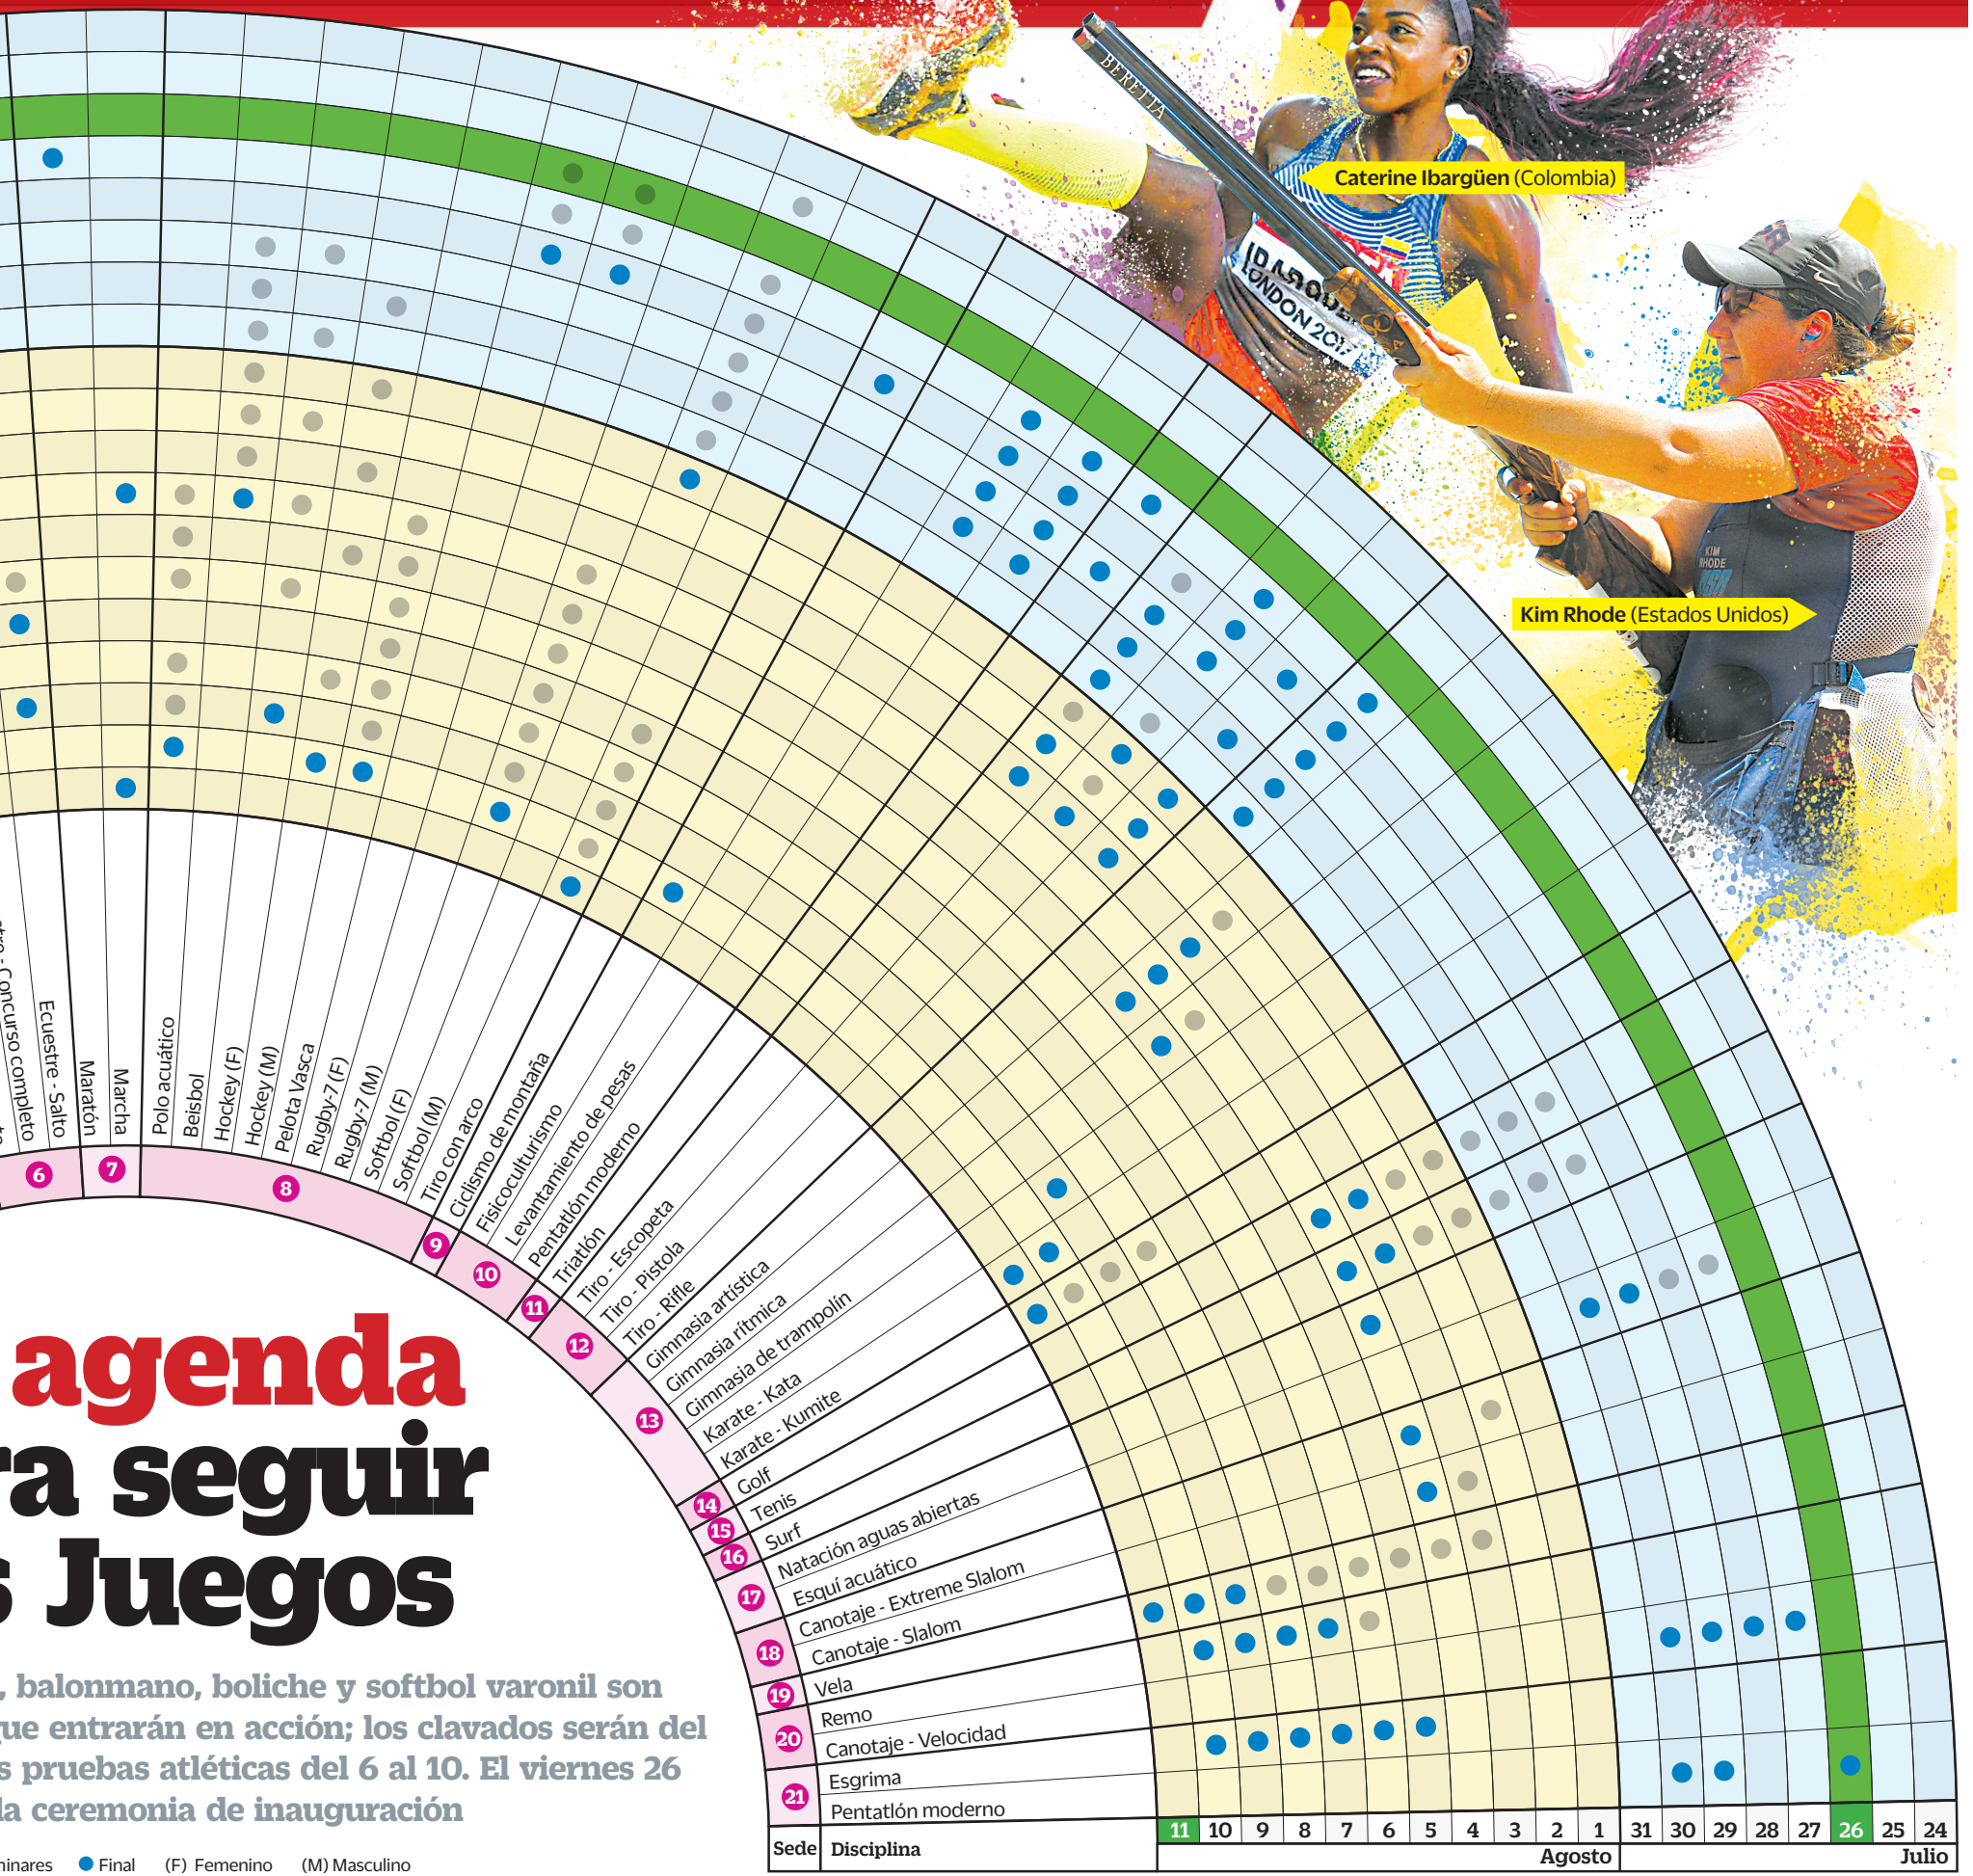 BERETTA
Caterine Ibargüen (Colombia)
LONDON 2017
KIM
RHODE
Kim Rhode (Estados Unidos)
Concurso completo
Ecuestre - Salto
Maratón
Marcha
Polo acuático
Beisbol
Hockey (F)
Hockey (M)
Pelota Vasca
Rugby-7 (F)
Rugby-7 (M)
Softbol (F)
Softbol (M)
Tiro con arco
Ciclismo de montaña
Fisicoculturismo
Levantamiento de pesas
Pentatlón moderno
Triatlón
Tiro - Escopeta
Tiro - Pistola
Tiro - Rifle
Gimnasia artística
Gimnasia rítmica
Gimnasia de trampolín
Karate - Kata
Karate - Kumite
Golf
Tenis
Surf
Natación aguas abiertas
Esquí acuático
Canotaje - Extreme Slalom
Canotaje - Slalom
Vela
Remo
Canotaje - Velocidad
Esgrima
Pentatlón moderno
6
7
8
9
10
11
12
13
14
15
16
17
18
19
20
21
agenda
ra seguir
s Juegos
, balonmano, boliche y softbol varonil son
que entrarán en acción; los clavados serán del
s pruebas atléticas del 6 al 10. El viernes 26
la ceremonia de inauguración
minares Final (F) Femenino (M) Masculino
Sede Disciplina
11 10 9 8 7 6 5 4 3 2 1 31 30 29 28 27 26 25 24
Agosto Julio